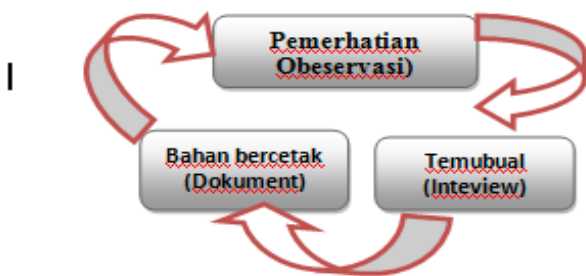 I
Pemerhatian
Obeservasi)
Bahan bercetak
(Dokument)
Temubual
(Inteview)